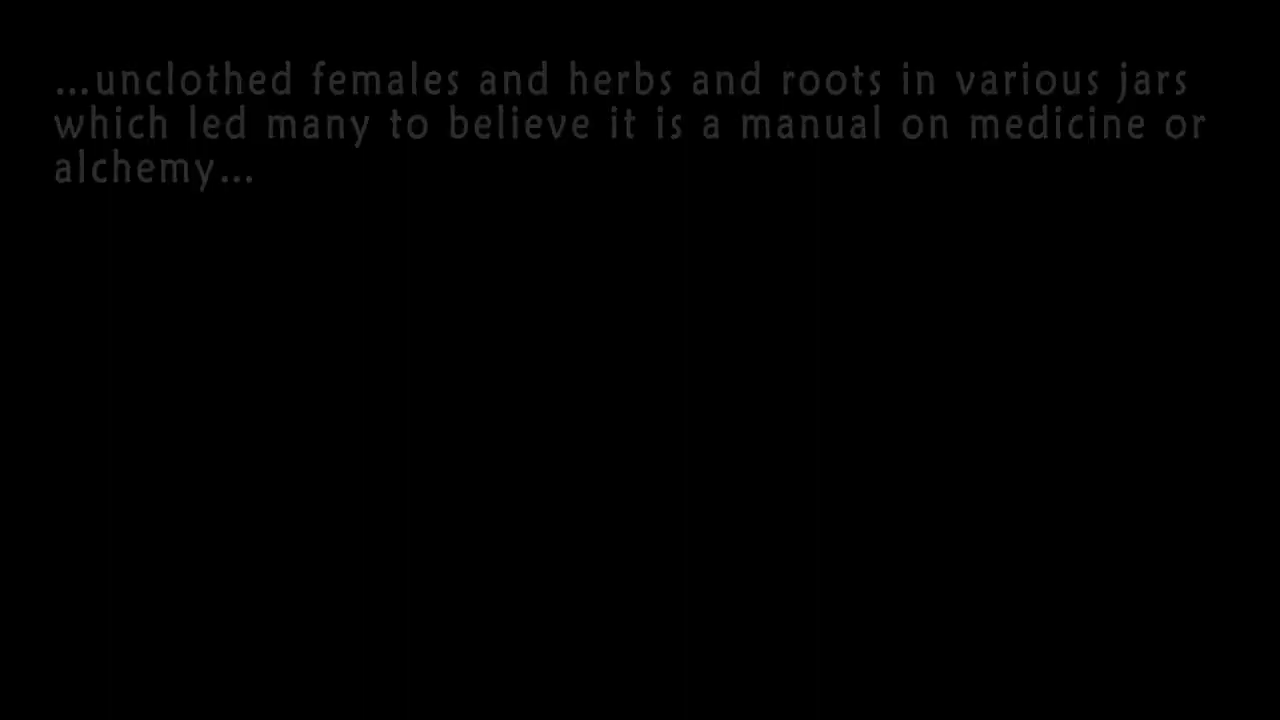 ...unclothed females and herbs and roots in various jars
which led many to believe it is a manual on medicine or
alchemy...